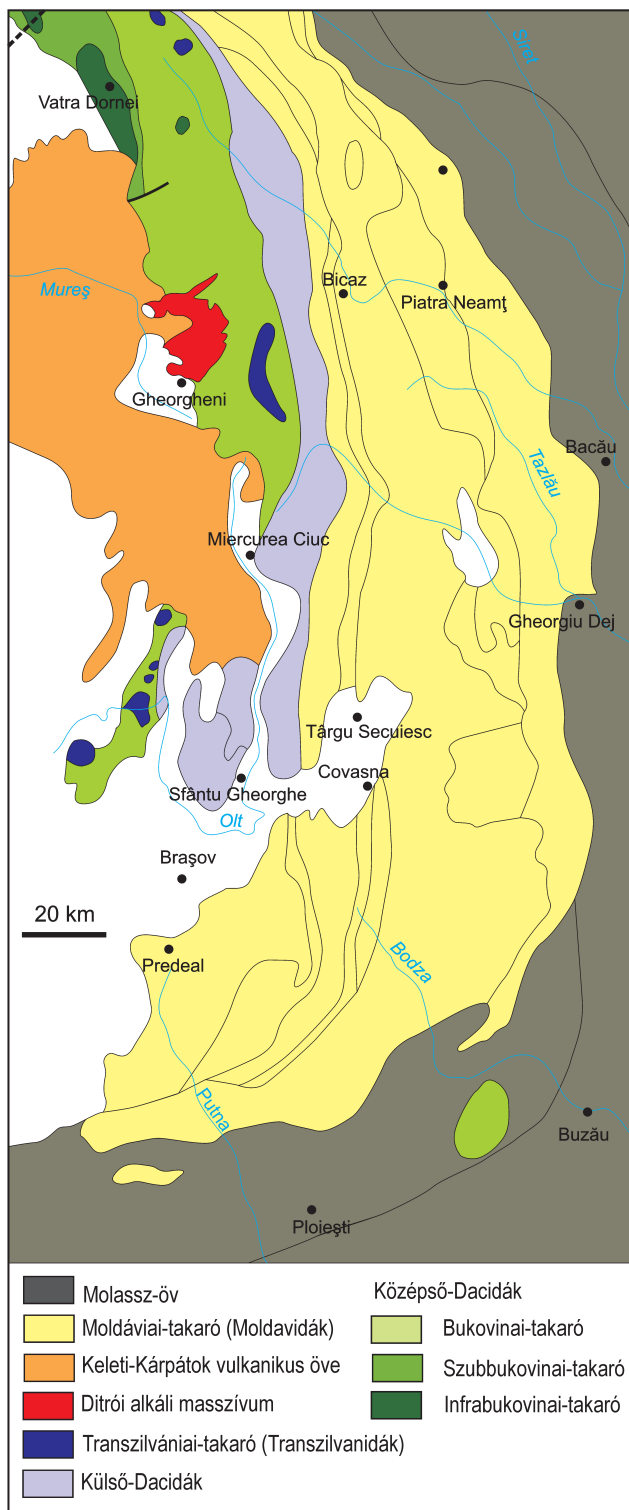 Siret
Vatra Dornei
Bicaz
Mureş
Piatra Neamţ
Gheorgheni
Bacău
Tazlău
Miercurea Ciuc
Gheorgiu Dej
Târgu Secuiesc
Covasna
Sfântu Gheorghe
Olt
Braşov
20 km
Predeal
Bodza
Putna
Buzău
Ploieşti
Molassz-öv
Moldáviai-takaró (Moldavidák)
Keleti-Kárpátok vulkanikus öve
Ditrói alkáli masszívum
Transzilvániai-takaró (Transzilvanidák)
Külső-Dacidák
Középső-Dacidák
Bukovinai-takaró
Szubbukovinai-takaró
Infrabukovinai-takaró